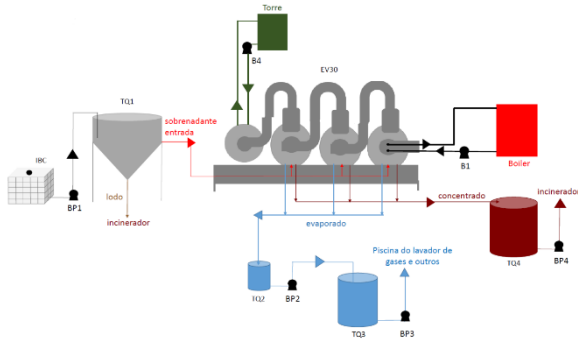 Torre
B4
EV30
TQ1
sobrenadante
entrada
IBC
BP1
lodo
incinerador
B1
Boiler
concentrado
incinerador
evaporado
TQ4
BP4
Piscina do lavador de
gases e outros
TQ2
BP2
TQ3
BP3